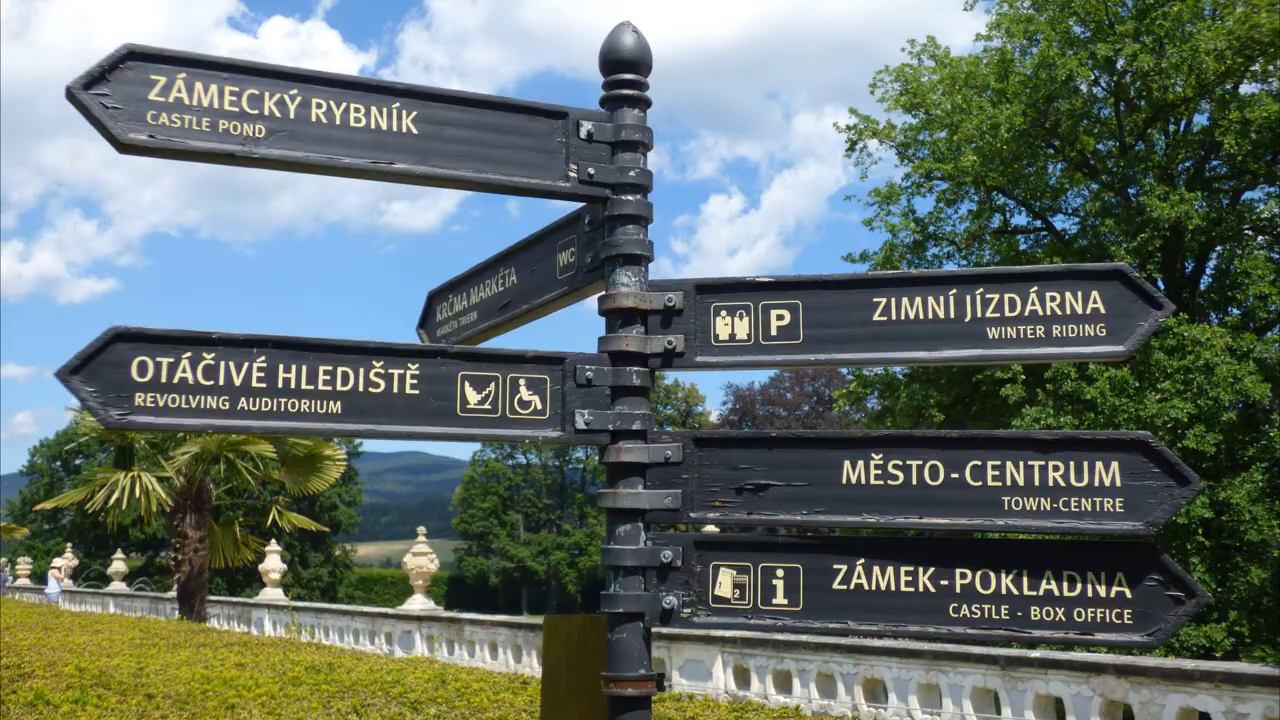 ZÁMECKÝ RYBNÍK
CASTLE POND
WC
KRČMA MARKÉTA
MARKÉTA TAVERN
P
ZIMNÍ JÍZDÁRNA
WINTER RIDING
OTÁČIVÉ HLEDIŠTĚ
REVOLVING AUDITORIUM
MĚSTO-CENTRUM
TOWN-CENTRE
i
ZÁMEK-POKLADNA
CASTLE - BOX OFFICE